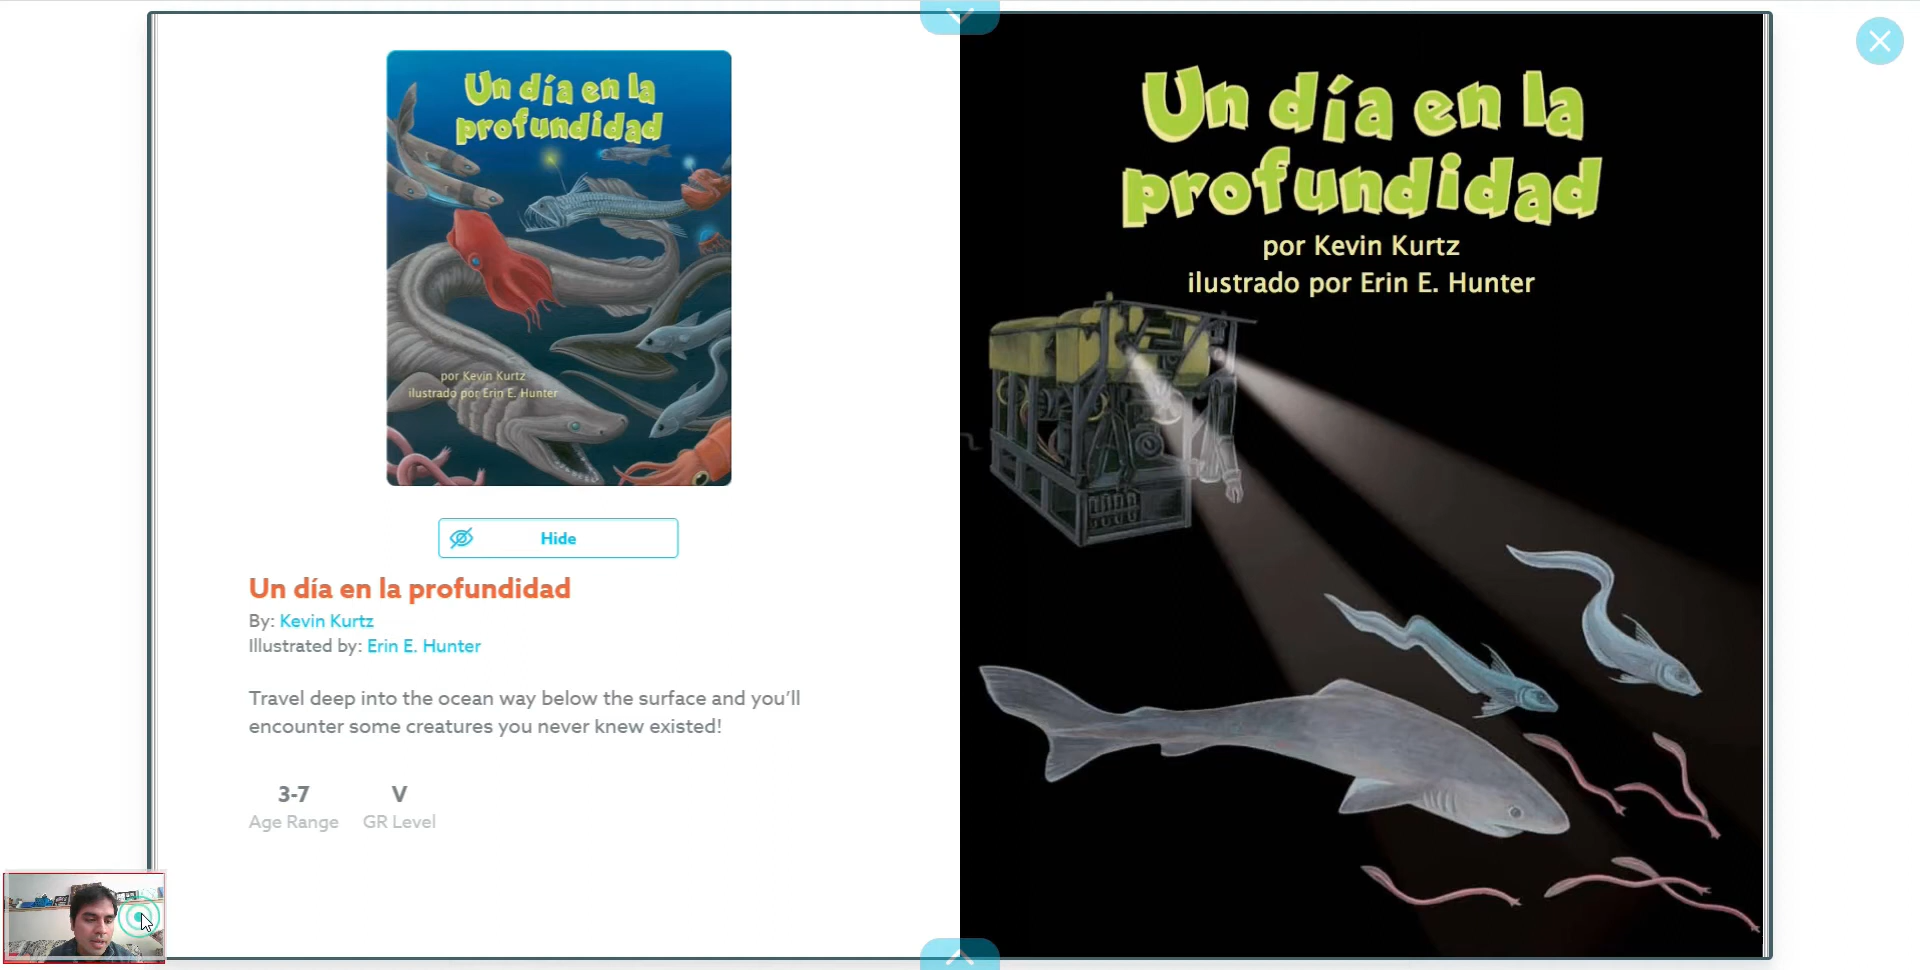 Un día en la
profundidad
por Kevin Kurtz
ilustrado por Erin E. Hunter
Hide
Un día en la profundidad
By: Kevin Kurtz
Illustrated by: Erin E. Hunter
Travel deep into the ocean way below the surface and you’ll
encounter some creatures you never knew existed!
3-7
Age Range
V
GR Level
Un día en la
profundidad
por Kevin Kurtz
ilustrado por Erin E. Hunter